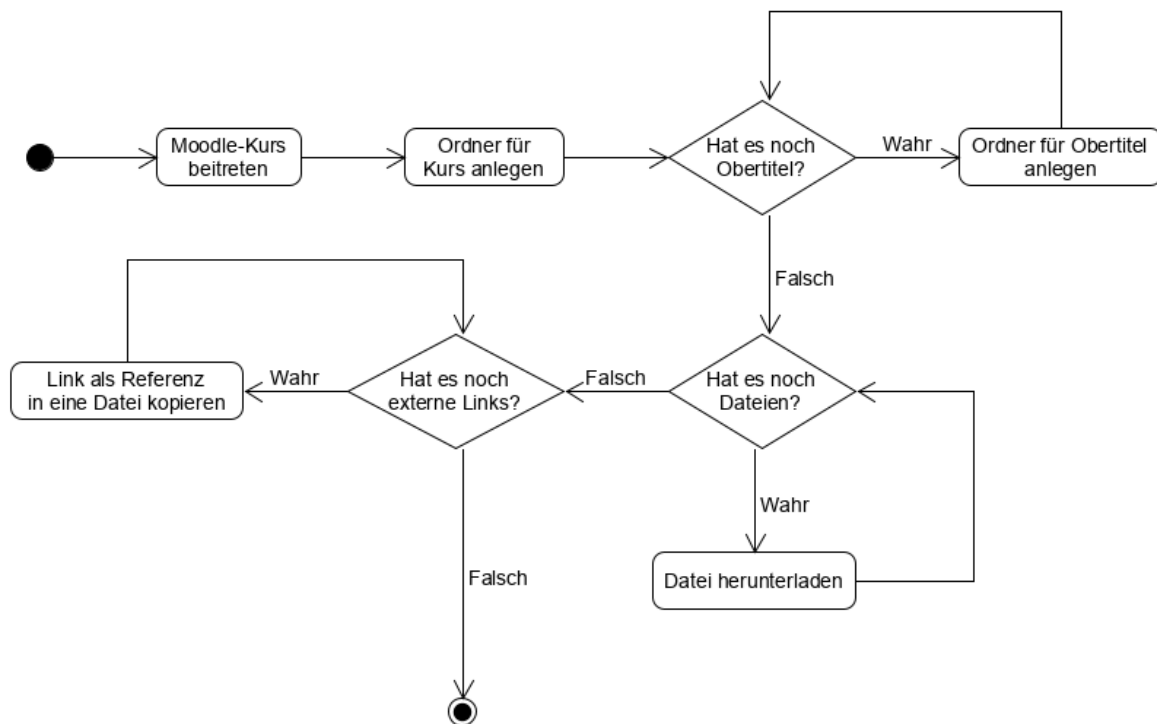 Moodle-Kurs
beitreten
Ordner für
Kurs anlegen
Hat es noch
Obertitel?
Wahr
Ordner für Obertitel
anlegen
Falsch
Link als Referenz
in eine Datei kopieren
Wahr
Hat es noch
externe Links?
Falsch
Hat es noch
Dateien?
Wahr
Datei herunterladen
Falsch